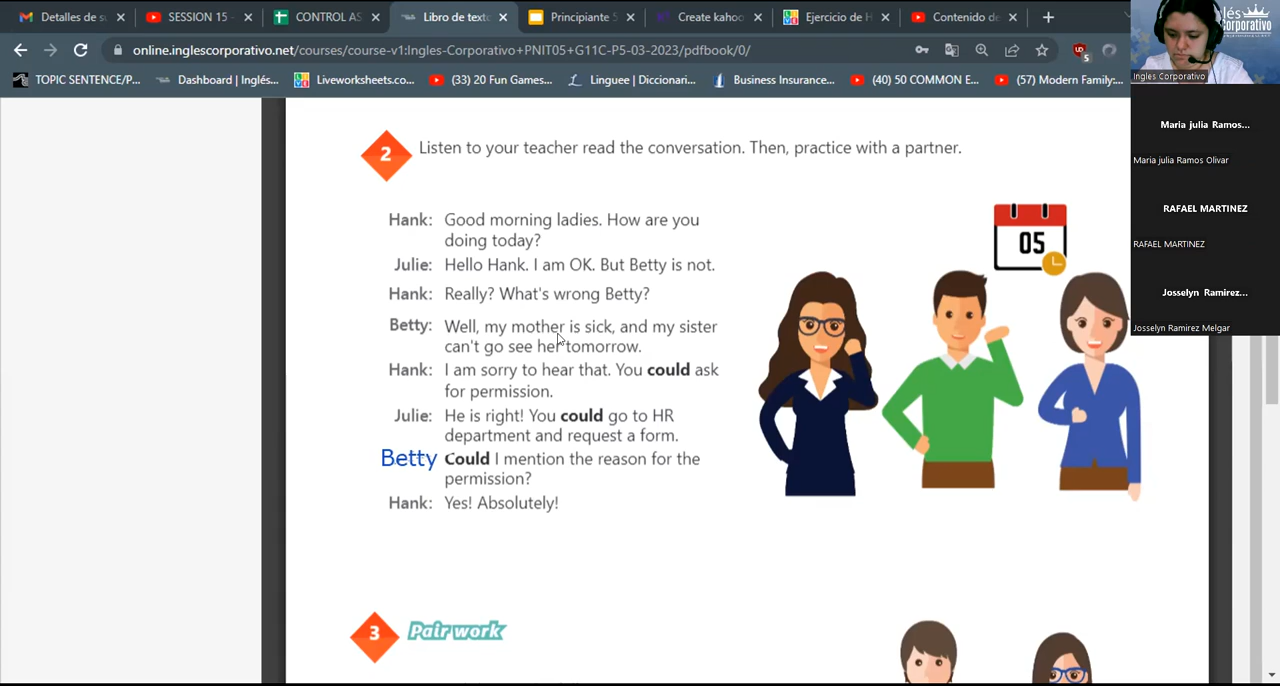 Detalles de su
SESSION 15 -
CONTROL AS
Libro de texto
Principiante 5
Create kahoo
Ejercicio de H
Contenido de
online.inglescorporativo.net/courses/course-v1:Ingles-Corporativo+PNIT05+G11C-P5-03-2023/pdfbook/0/
5
TOPIC SENTENCE/P...
Dashboard | Inglés...
Liveworksheets.co...
(33) 20 Fun Games...
Linguee | Diccionari...
Business Insurance...
(40) 50 COMMON E...
(57) Modern Family:...
Ingles Corporativo
Maria julia Ramos...
Maria julia Ramos Olivar
RAFAEL MARTINEZ
RAFAEL MARTINEZ
Josselyn Ramirez...
Josselyn Ramirez Melgar
2
Listen to your teacher read the conversation. Then, practice with a partner.
Hank: Good morning ladies. How are you
doing today?
Julie: Hello Hank. I am OK. But Betty is not.
Hank: Really? What's wrong Betty?
Betty: Well, my mother is sick, and my sister
can't go see her tomorrow.
Hank: I am sorry to hear that. You could ask
for permission.
Julie: He is right! You could go to HR
department and request a form.
Betty Could I mention the reason for the
permission?
Hank: Yes! Absolutely!
05
3
Pair work